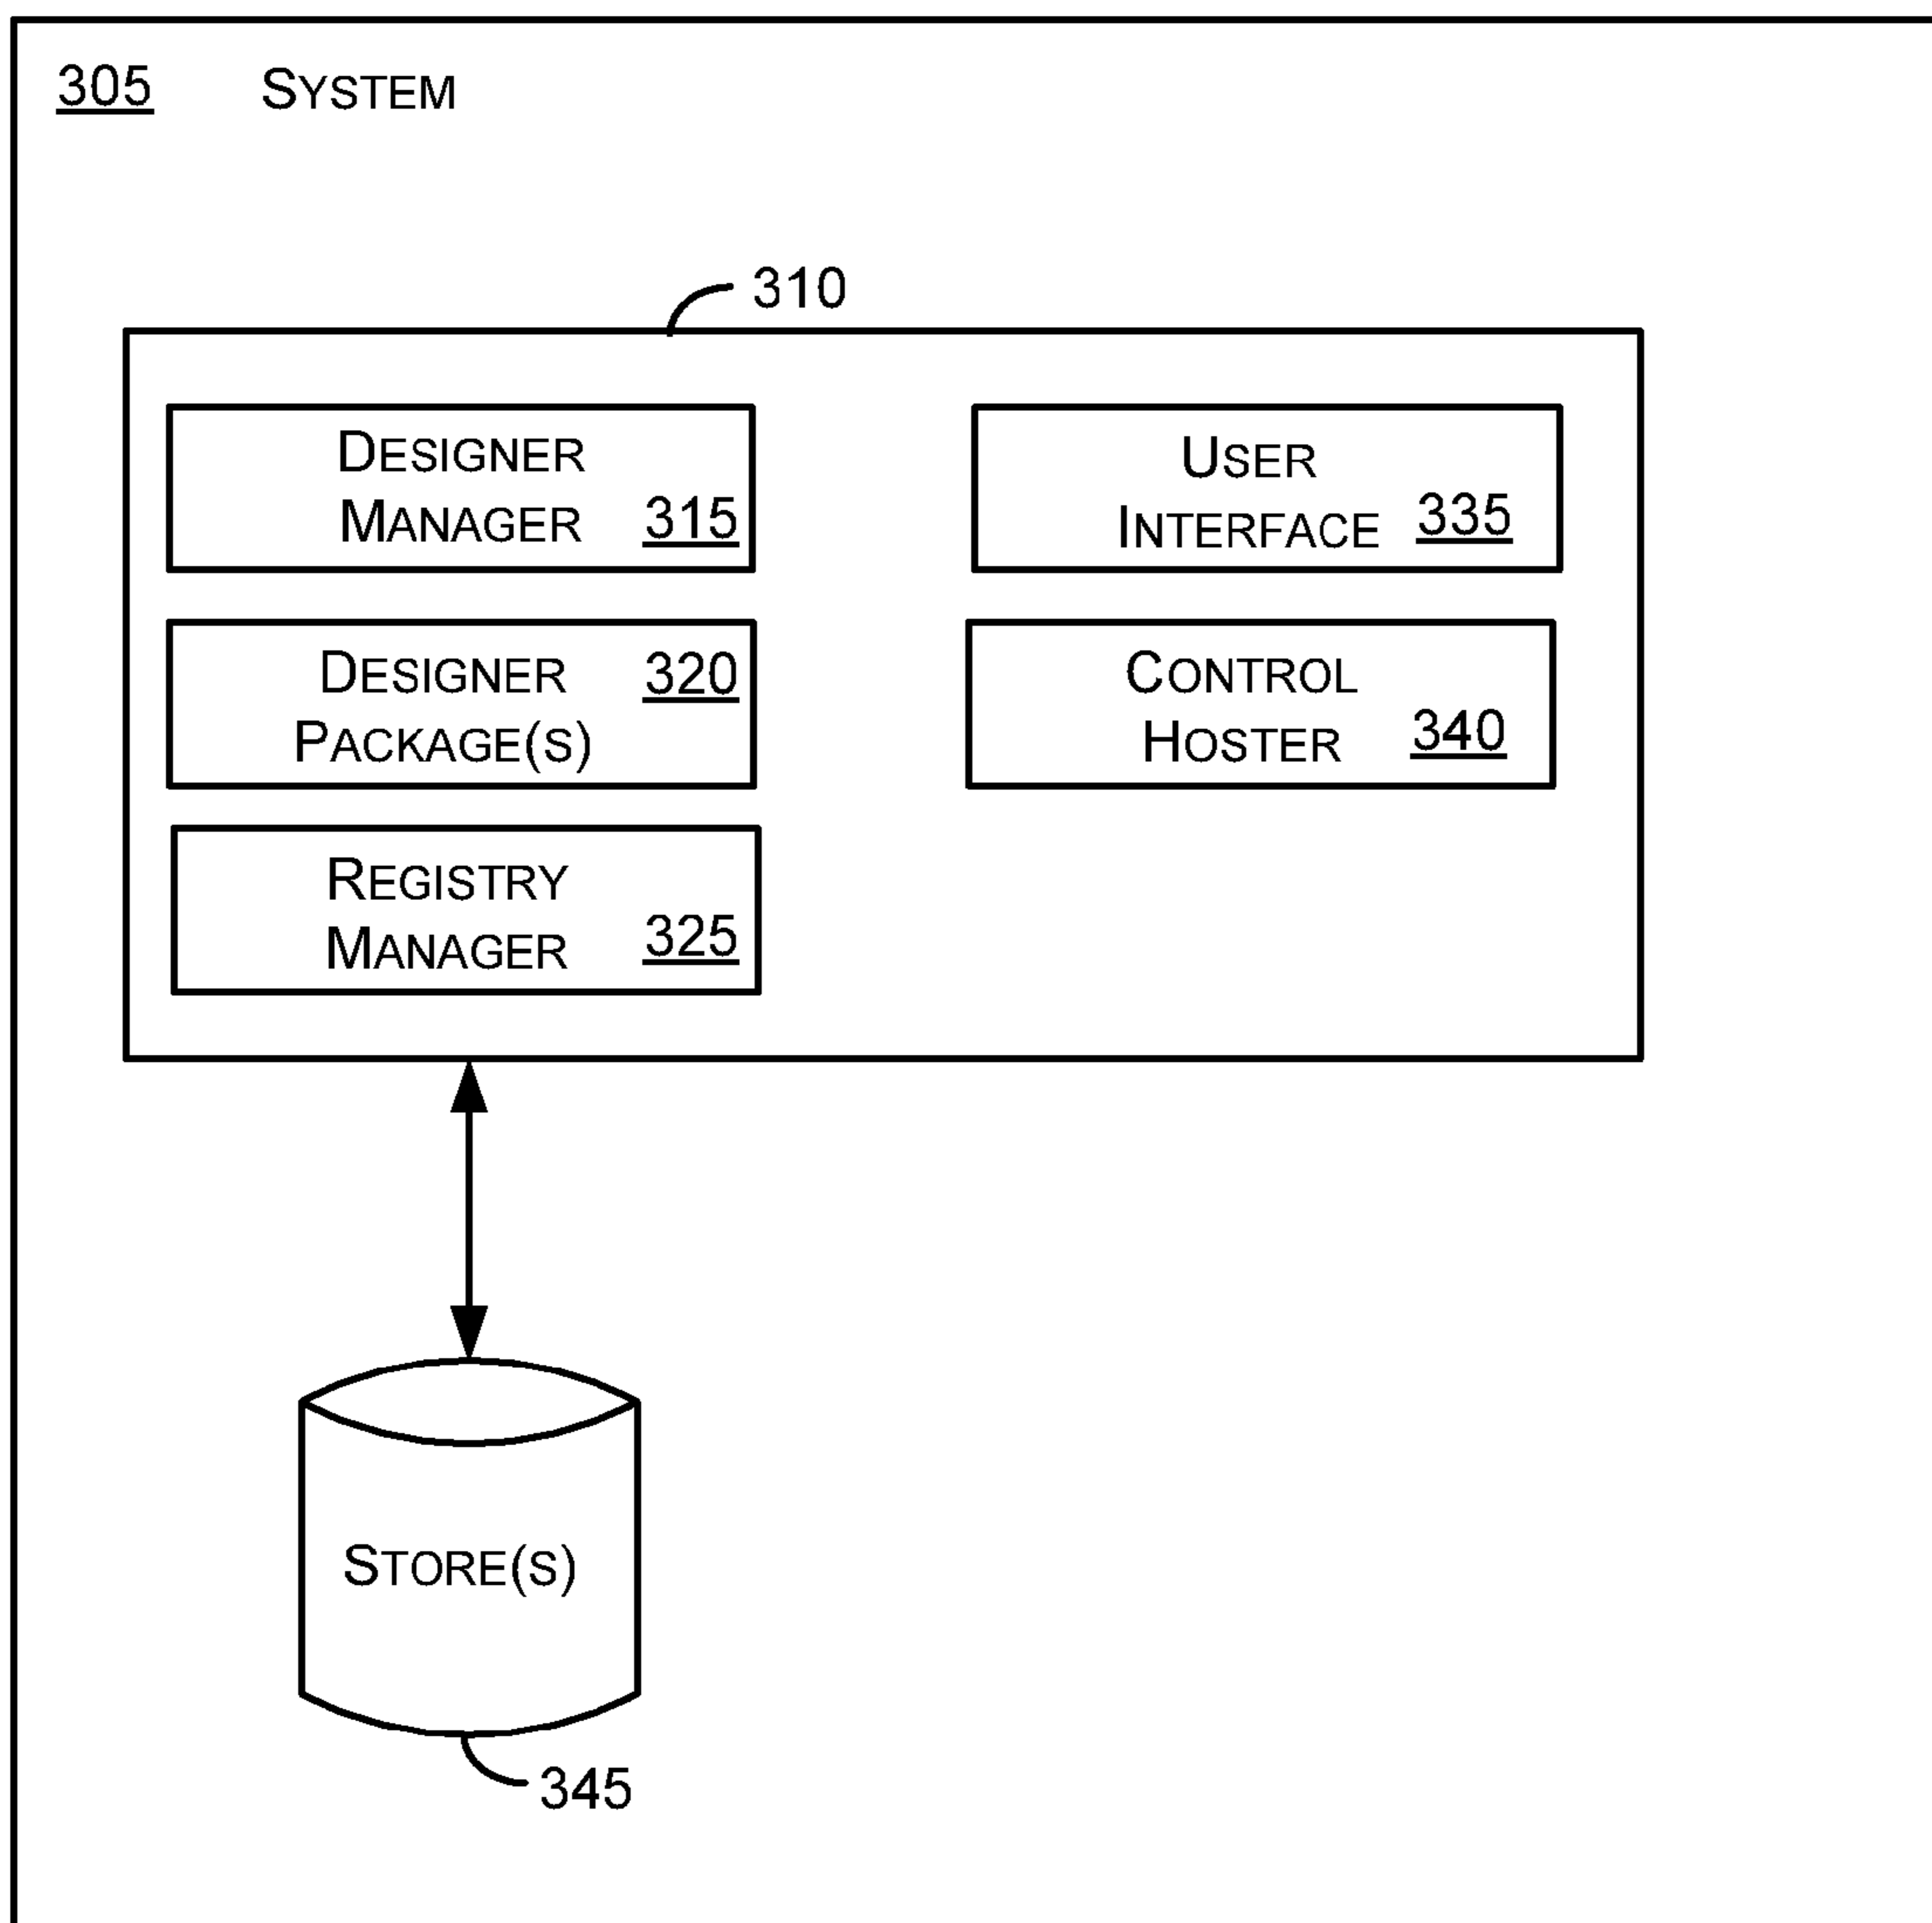 305 SYSTEM
310
DESIGNER
MANAGER 315
USER
INTERFACE 335
DESIGNER 320
PACKAGE(S)
CONTROL
HOSTER 340
REGISTRY
MANAGER 325
STORE(S)
345